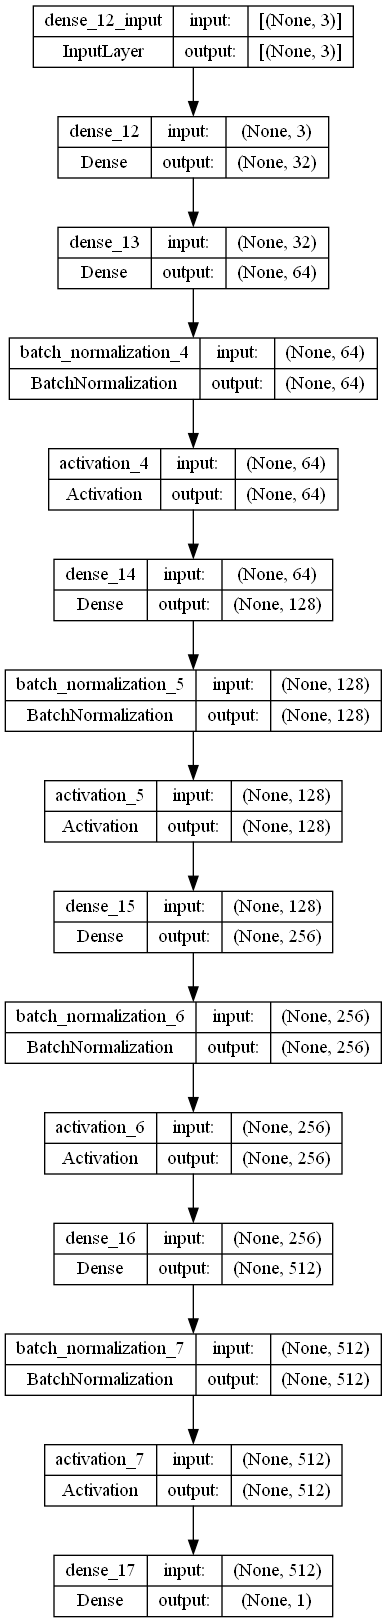 dense_12_input input: [(None, 3)]
InputLayer output: [(None, 3)]
dense_12 input: (None, 3)
Dense output: (None, 32)
dense_13 input: (None, 32)
Dense output: (None, 64)
batch_normalization_4 input: (None, 64)
BatchNormalization output: (None, 64)
activation_4 input: (None, 64)
Activation output: (None, 64)
dense_14 input: (None, 64)
Dense output: (None, 128)
batch_normalization_5 input: (None, 128)
BatchNormalization output: (None, 128)
activation_5 input: (None, 128)
Activation output: (None, 128)
dense_15 input: (None, 128)
Dense output: (None, 256)
batch_normalization_6 input: (None, 256)
BatchNormalization output: (None, 256)
activation_6 input: (None, 256)
Activation output: (None, 256)
dense_16 input: (None, 256)
Dense output: (None, 512)
batch_normalization_7 input: (None, 512)
BatchNormalization output: (None, 512)
activation_7 input: (None, 512)
Activation output: (None, 512)
dense_17 input: (None, 512)
Dense output: (None, 1)